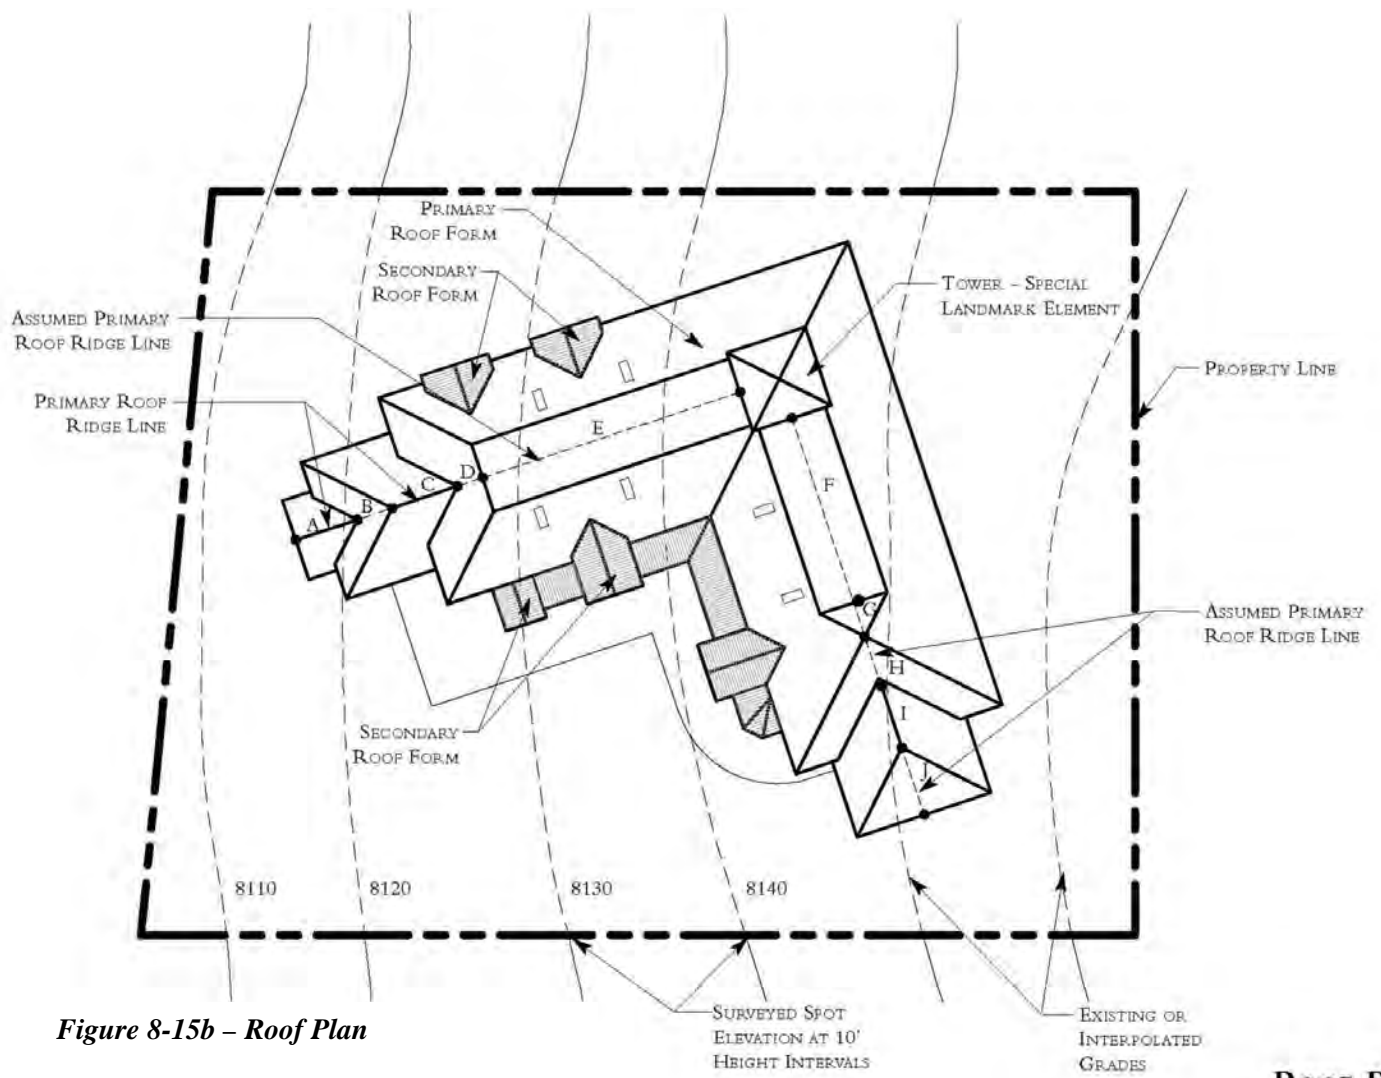 PRIMARY
ROOF FORM
SECONDARY
ROOF FORM
TOWER – SPECIAL
LANDMARK ELEMENT
ASSUMED PRIMARY
ROOF RIDGE LINE
PROPERTY LINE
PRIMARY ROOF
RIDGE LINE
E
D
C
F
B
A
G
ASSUMED PRIMARY
ROOF RIDGE LINE
H
I
SECONDARY
ROOF FORM
J
8110
8120
8130
8140
Figure 8-15b – Roof Plan
SURVEYED SPOT
ELEVATION AT 10'
HEIGHT INTERVALS
EXISTING OR
INTERPOLATED
GRADES